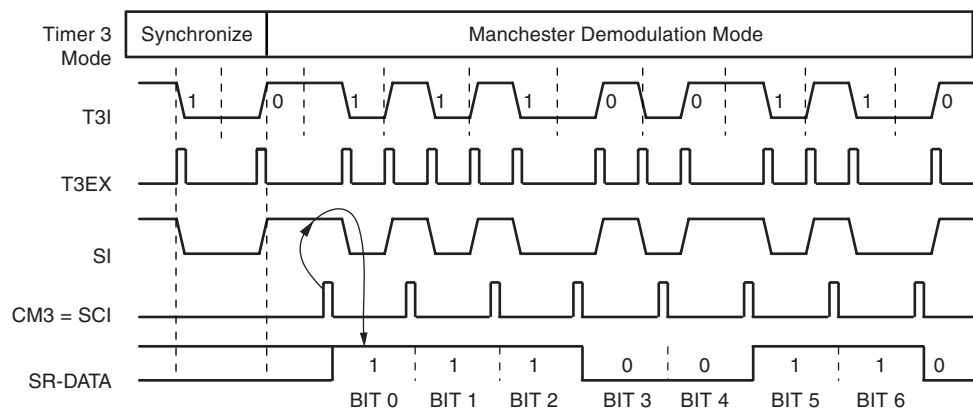 Timer 3
Mode
Synchronize
Manchester Demodulation Mode
T3I
1 0 1 1 1 0 0 1 1 0
T3EX
SI
CM3 = SCI
SR-DATA
1 1 1 0 0 1 1 0
BIT 0 BIT 1 BIT 2 BIT 3 BIT 4 BIT 5 BIT 6